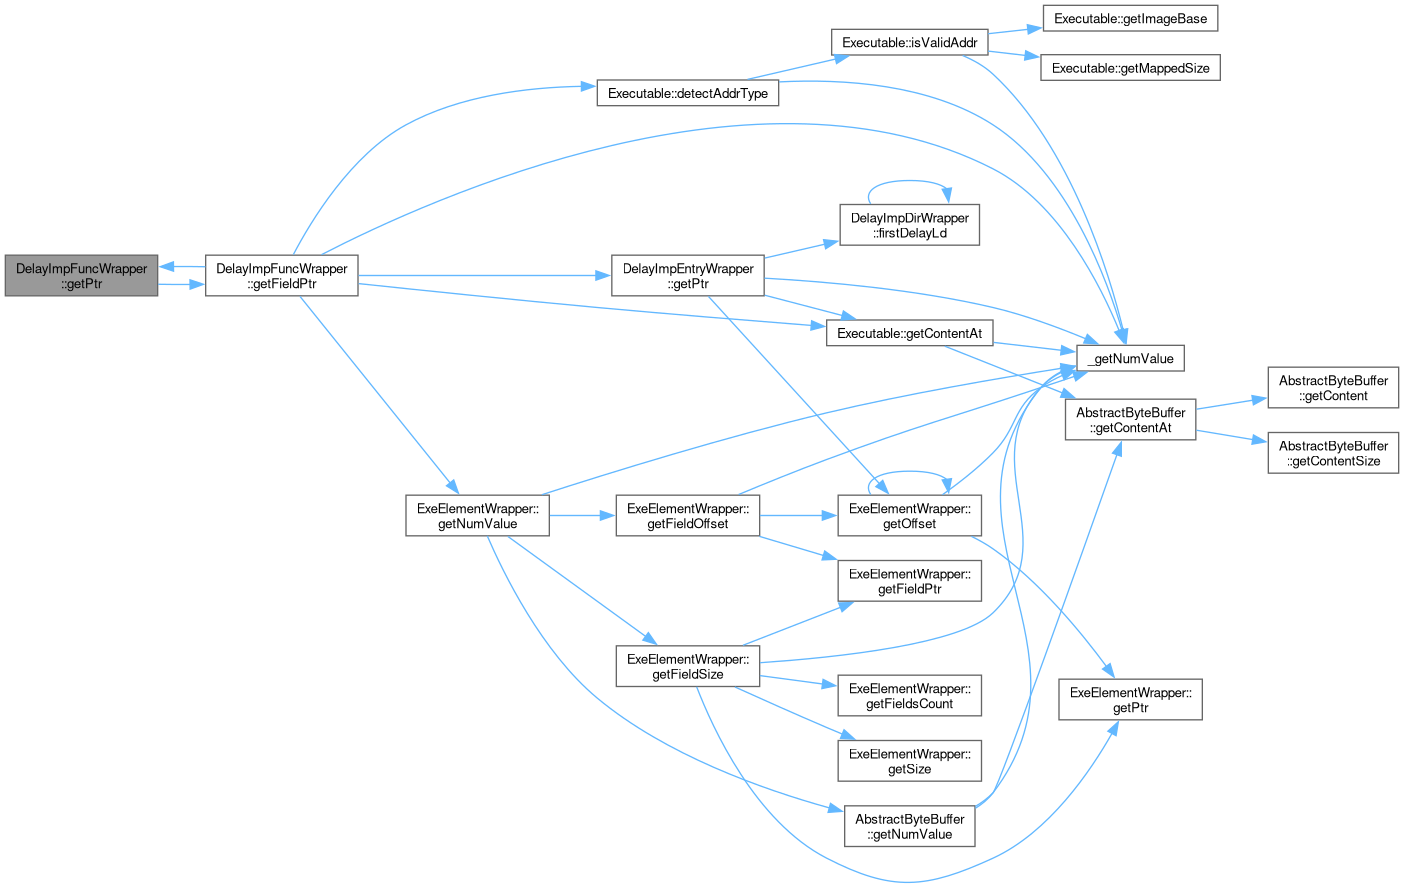 Executable::getImageBase
Executable::isValidAddr
Executable::getMappedSize
Executable::detectAddrType
DelayImpDirWrapper
::firstDelayLd
DelayImpFuncWrapper
::getPtr
DelayImpFuncWrapper
::getFieldPtr
DelayImpEntryWrapper
::getPtr
Executable::getContentAt
_getNumValue
AbstractByteBuffer
::getContent
AbstractByteBuffer
::getContentAt
AbstractByteBuffer
::getContentSize
ExeElementWrapper::
getNumValue
ExeElementWrapper::
getFieldOffset
ExeElementWrapper::
getOffset
ExeElementWrapper::
getFieldPtr
ExeElementWrapper::
getFieldSize
ExeElementWrapper::
getFieldsCount
ExeElementWrapper::
getPtr
ExeElementWrapper::
getSize
AbstractByteBuffer
::getNumValue